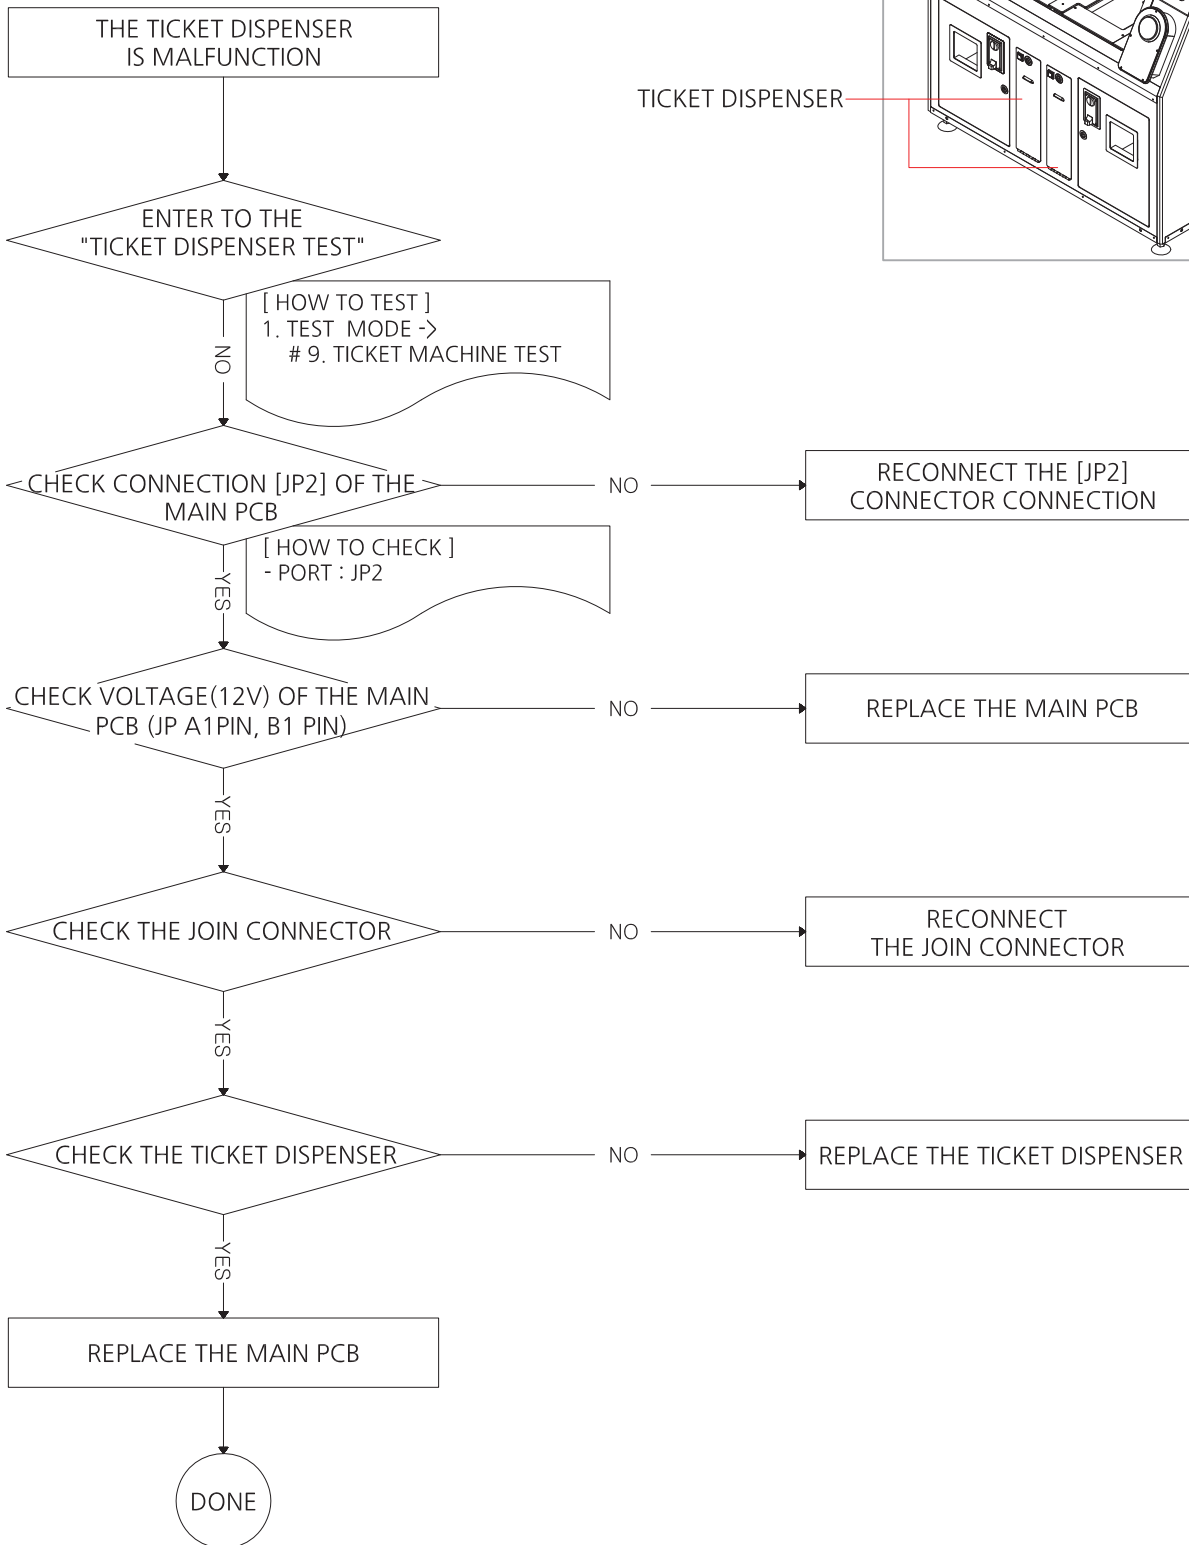 THE TICKET DISPENSER
IS MALFUNCTION
TICKET DISPENSER
ENTER TO THE
"TICKET DISPENSER TEST"
[ HOW TO TEST ]
1. TEST MODE ->
# 9. TICKET MACHINE TEST
NO
CHECK CONNECTION [JP2] OF THE
MAIN PCB
NO
RECONNECT THE [JP2]
CONNECTOR CONNECTION
[ HOW TO CHECK ]
- PORT : JP2
YES
CHECK VOLTAGE(12V) OF THE MAIN
PCB (JP A1PIN, B1 PIN)
NO
REPLACE THE MAIN PCB
YES
CHECK THE JOIN CONNECTOR
NO
RECONNECT
THE JOIN CONNECTOR
YES
CHECK THE TICKET DISPENSER
NO
REPLACE THE TICKET DISPENSER
YES
REPLACE THE MAIN PCB
DONE